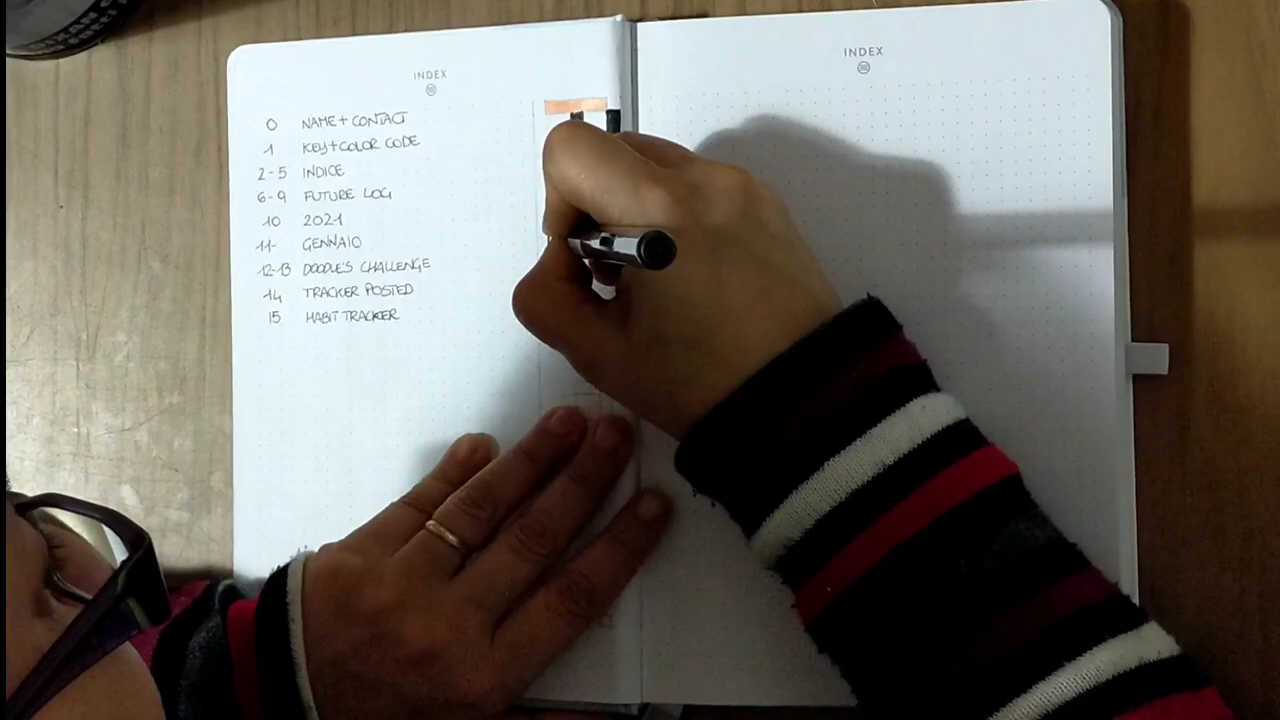 INDEX
0 NAME + CONTACT
1 KEY + COLOR CODE
2-5 INDICE
6-9 FUTURE LOG
10 2021
11- GENNAIO
12-13 DOODLE'S CHALLENGE
14 TRACKER POSTED
15 HABIT TRACKER
INDEX